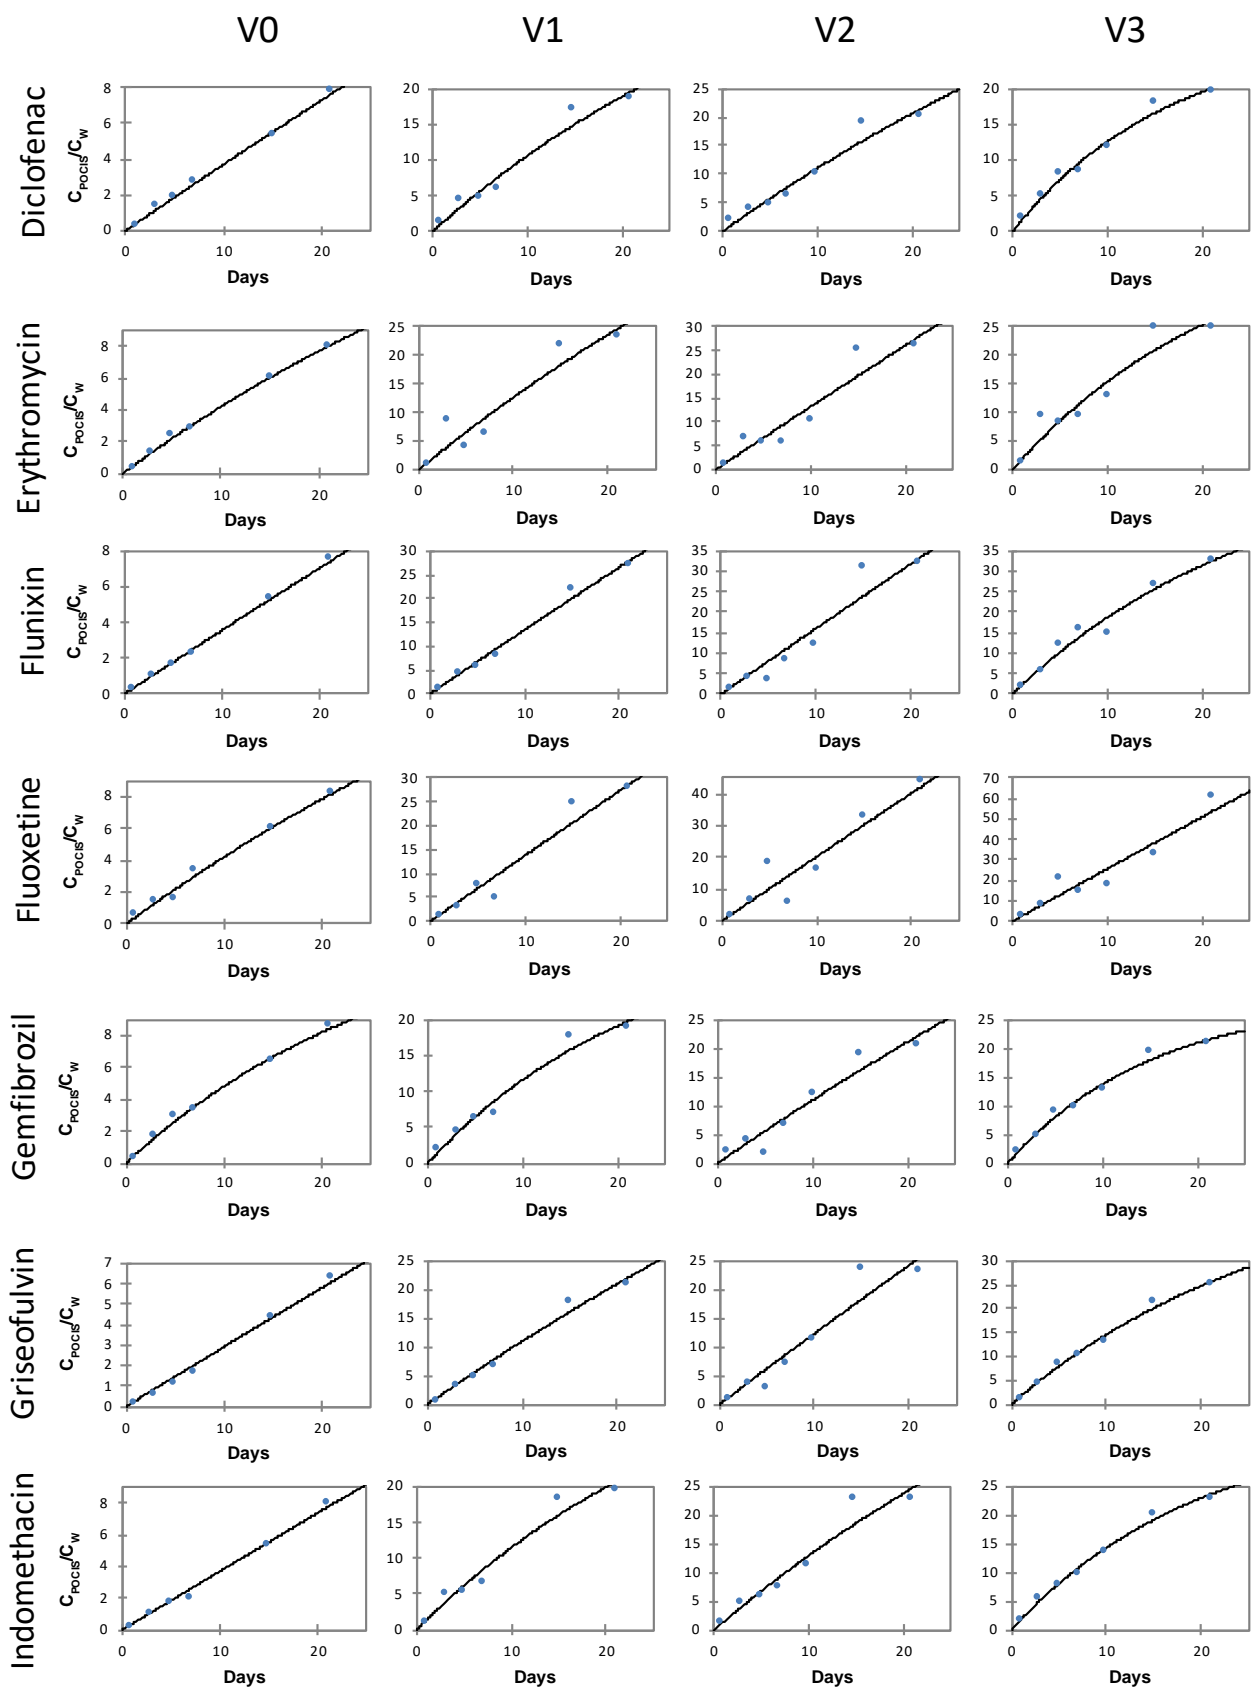 V0 V1 V2 V3
Diclofenac
CPOCIS/CW
8
6
4
2
0
0 10 20
Days
20
15
10
5
0
0 10 20
Days
25
20
15
10
5
0
0 10 20
Days
20
15
10
5
0
0 10 20
Days
Erythromycin
CPOCIS/CW
8
6
4
2
0
0 10 20
Days
25
20
15
10
5
0
0 10 20
Days
30
25
20
15
10
5
0
0 10 20
Days
25
20
15
10
5
0
0 10 20
Days
Flunixin
CPOCIS/CW
8
6
4
2
0
0 10 20
Days
30
25
20
15
10
5
0
0 10 20
Days
35
30
25
20
15
10
5
0
0 10 20
Days
35
30
25
20
15
10
5
0
0 10 20
Days
Fluoxetine
CPOCIS/CW
8
6
4
2
0
0 10 20
Days
30
25
20
15
10
5
0
0 10 20
Days
40
30
20
10
0
0 10 20
Days
70
60
50
40
30
20
10
0
0 10 20
Days
Gemfibrozil
CPOCIS/CW
8
6
4
2
0
0 10 20
Days
20
15
10
5
0
0 10 20
Days
25
20
15
10
5
0
0 10 20
Days
25
20
15
10
5
0
0 10 20
Days
Griseofulvin
CPOCIS/CW
7
6
5
4
3
2
1
0
0 10 20
Days
25
20
15
10
5
0
0 10 20
Days
25
20
15
10
5
0
0 10 20
Days
30
25
20
15
10
5
0
0 10 20
Days
Indomethacin
CPOCIS/CW
8
6
4
2
0
0 10 20
Days
20
15
10
5
0
0 10 20
Days
25
20
15
10
5
0
0 10 20
Days
25
20
15
10
5
0
0 10 20
Days